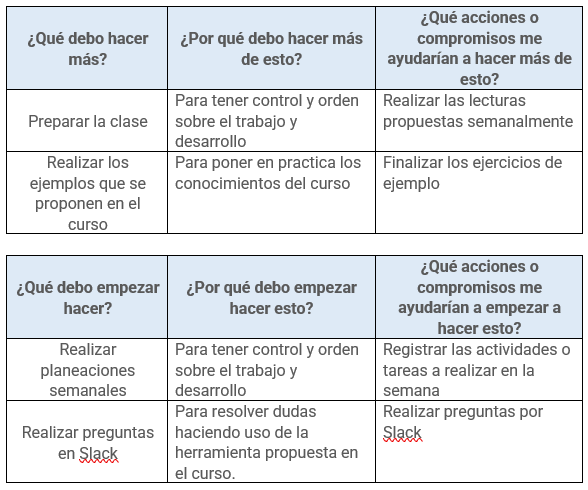 ¿Qué debo hacer
más?
¿Por qué debo hacer más
de esto?
¿Qué acciones o
compromisos me
ayudarían a hacer más de
esto?
Preparar la clase
Para tener control y orden
sobre el trabajo y
desarrollo
Realizar las lecturas
propuestas semanalmente
Realizar los
ejemplos que se
proponen en el
curso
Para poner en practica los
conocimientos del curso
Finalizar los ejercicios de
ejemplo
¿Qué debo empezar
hacer?
¿Por qué debo empezar
hacer esto?
¿Qué acciones o
compromisos me
ayudarían a empezar a
hacer esto?
Realizar
planeaciones
semanales
Para tener control y orden
sobre el trabajo y
desarrollo
Registrar las actividades o
tareas a realizar en la
semana
Realizar preguntas
en Slack
Para resolver dudas
haciendo uso de la
herramienta propuesta en
el curso.
Realizar preguntas por
Slack